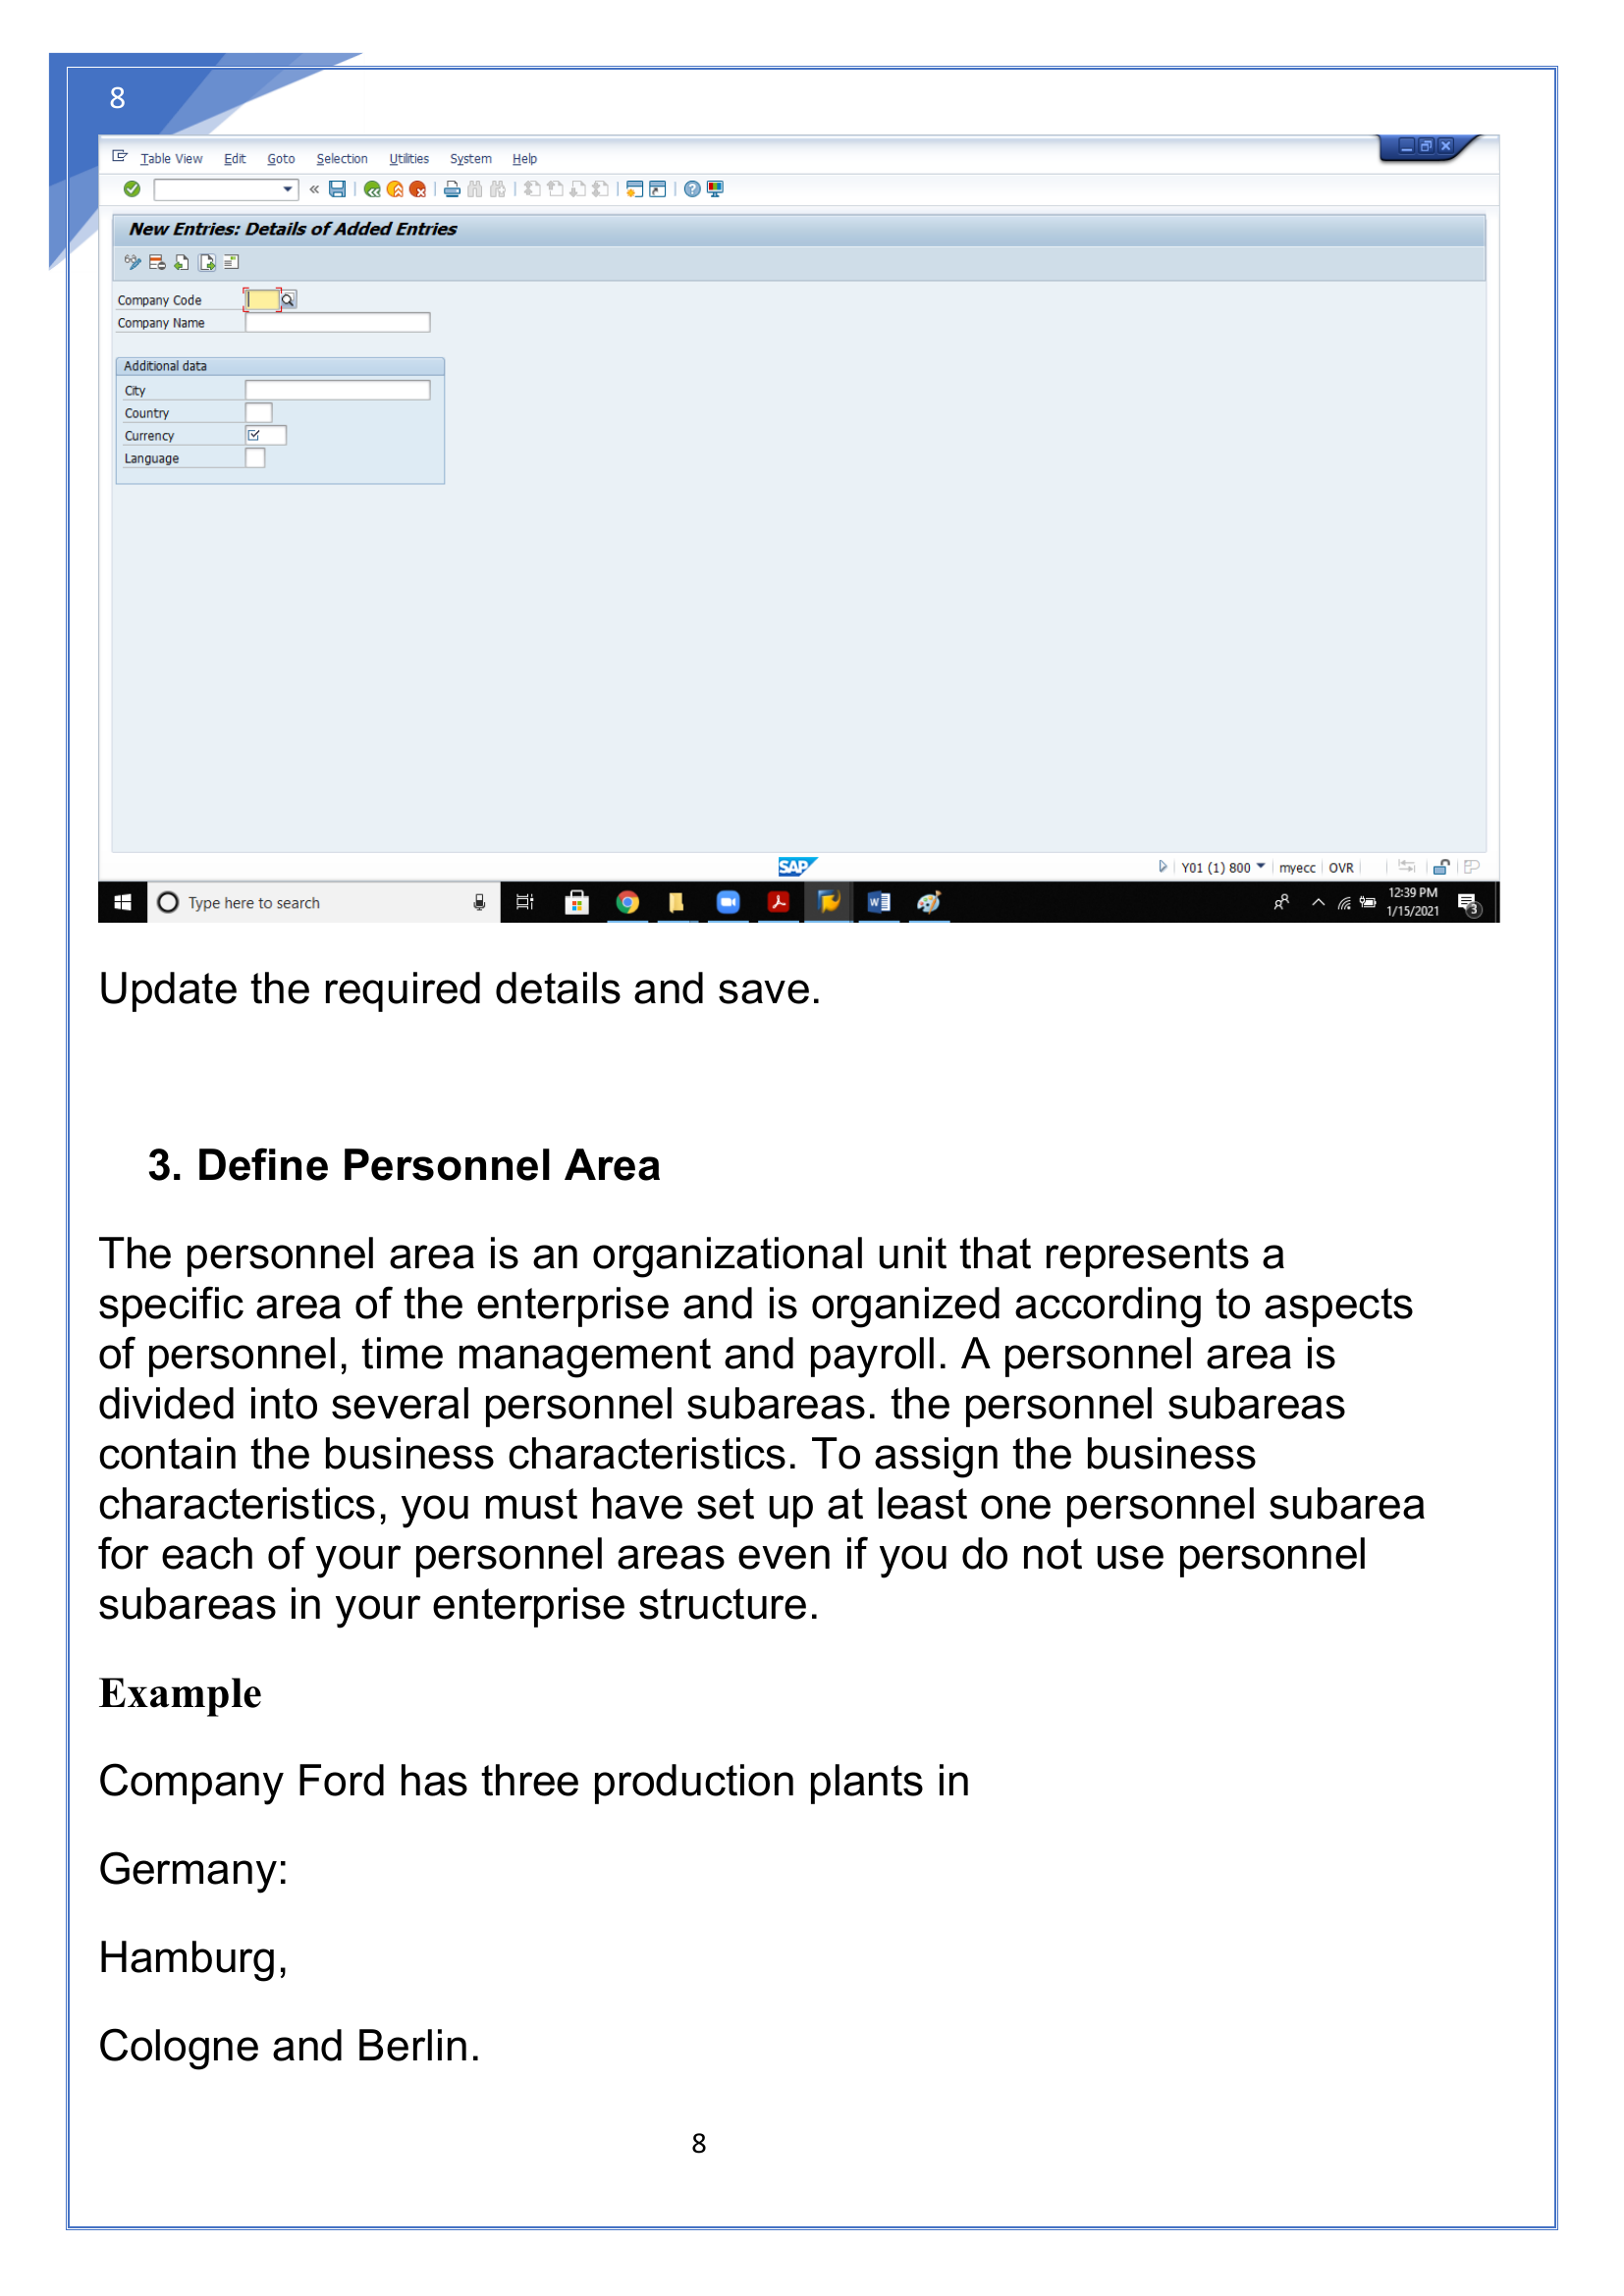 8
Table View Edit Goto Selection Utilities System Help
New Entries: Details of Added Entries
Company Code
Company Name
Additional data
City
Country
Currency
Language
SAP
Y01 (1) 800 myecc OVR
Type here to search
12:39 PM
1/15/2021
3
Update the required details and save.
3. Define Personnel Area
The personnel area is an organizational unit that represents a
specific area of the enterprise and is organized according to aspects
of personnel, time management and payroll. A personnel area is
divided into several personnel subareas. the personnel subareas
contain the business characteristics. To assign the business
characteristics, you must have set up at least one personnel subarea
for each of your personnel areas even if you do not use personnel
subareas in your enterprise structure.
Example
Company Ford has three production plants in
Germany:
Hamburg,
Cologne and Berlin.
8